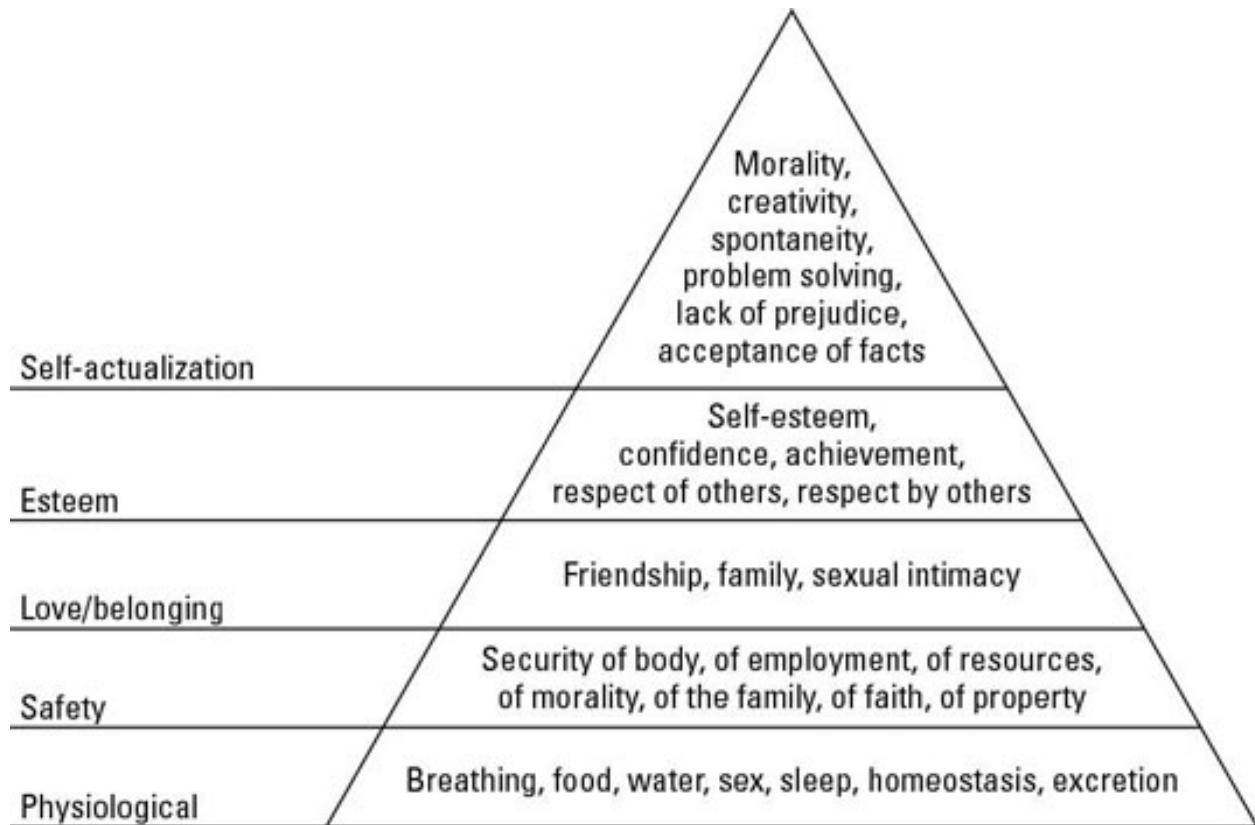 Morality,
creativity,
spontaneity,
problem solving,
lack of prejudice,
acceptance of facts
Self-actualization
Self-esteem,
confidence, achievement,
respect of others, respect by others
Esteem
Friendship, family, sexual intimacy
Love/belonging
Security of body, of employment, of resources,
of morality, of the family, of faith, of property
Safety
Breathing, food, water, sex, sleep, homeostasis, excretion
Physiological